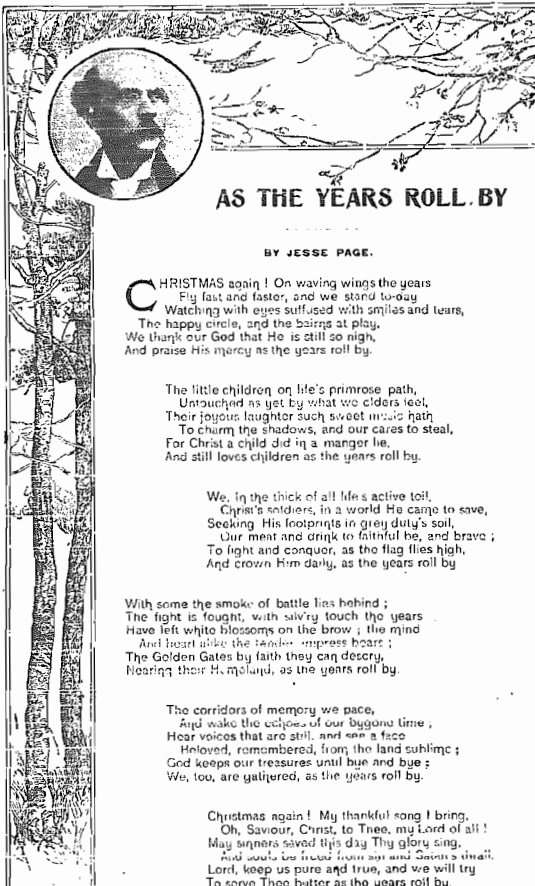 AS THE YEARS ROLL BY
BY JESSE PAGE.
CHRISTMAS again! On waving wings the years
Fly fast and faster, and we stand to-day
Watching with eyes suffused with smiles and tears,
The happy circle, and the bairns at play,
We thank our God that He is still so nigh,
And praise His mercy as the years roll by.
The little children on life's primrose path,
Untouched as yet by what we elders feel,
Their joyous laughter such sweet music hath
To charm the shadows, and our cares to steal,
For Christ a child did in a manger lie,
And still loves children as the years roll by.
We, in the thick of all life's active toil,
Christ's soldiers, in a world He came to save,
Seeking His footprints in grey duty's soil,
Our meat and drink to faithful be, and brave;
To fight and conquer, as the flag flies high,
And crown Him daily, as the years roll by
With some the smoke of battle lies behind;
The fight is fought, with silv'ry touch the years
Have left white blossoms on the brow; the mind
And heart alike the tender impress bears;
The Golden Gates by faith they can descry,
Nearing their Homeland, as the years roll by.
The corridors of memory we pace,
And wake the echoes of our bygone time,
Hear voices that are still, and see a face
Beloved, remembered, from the land sublime;
God keeps our treasures until bye and bye;
We, too, are gathered, as the years roll by.
Christmas again! My thankful song I bring,
Oh, Saviour, Christ, to Thee, my Lord of all!
May sinners saved this day Thy glory sing,
And souls be freed from sin and Satan's thrall,
Lord, keep us pure and true, and we will try
To serve Thee better as the years roll by.